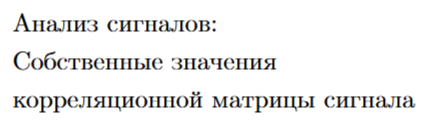 Анализ сигналов:
Собственные значения
корреляционной матрицы сигнала